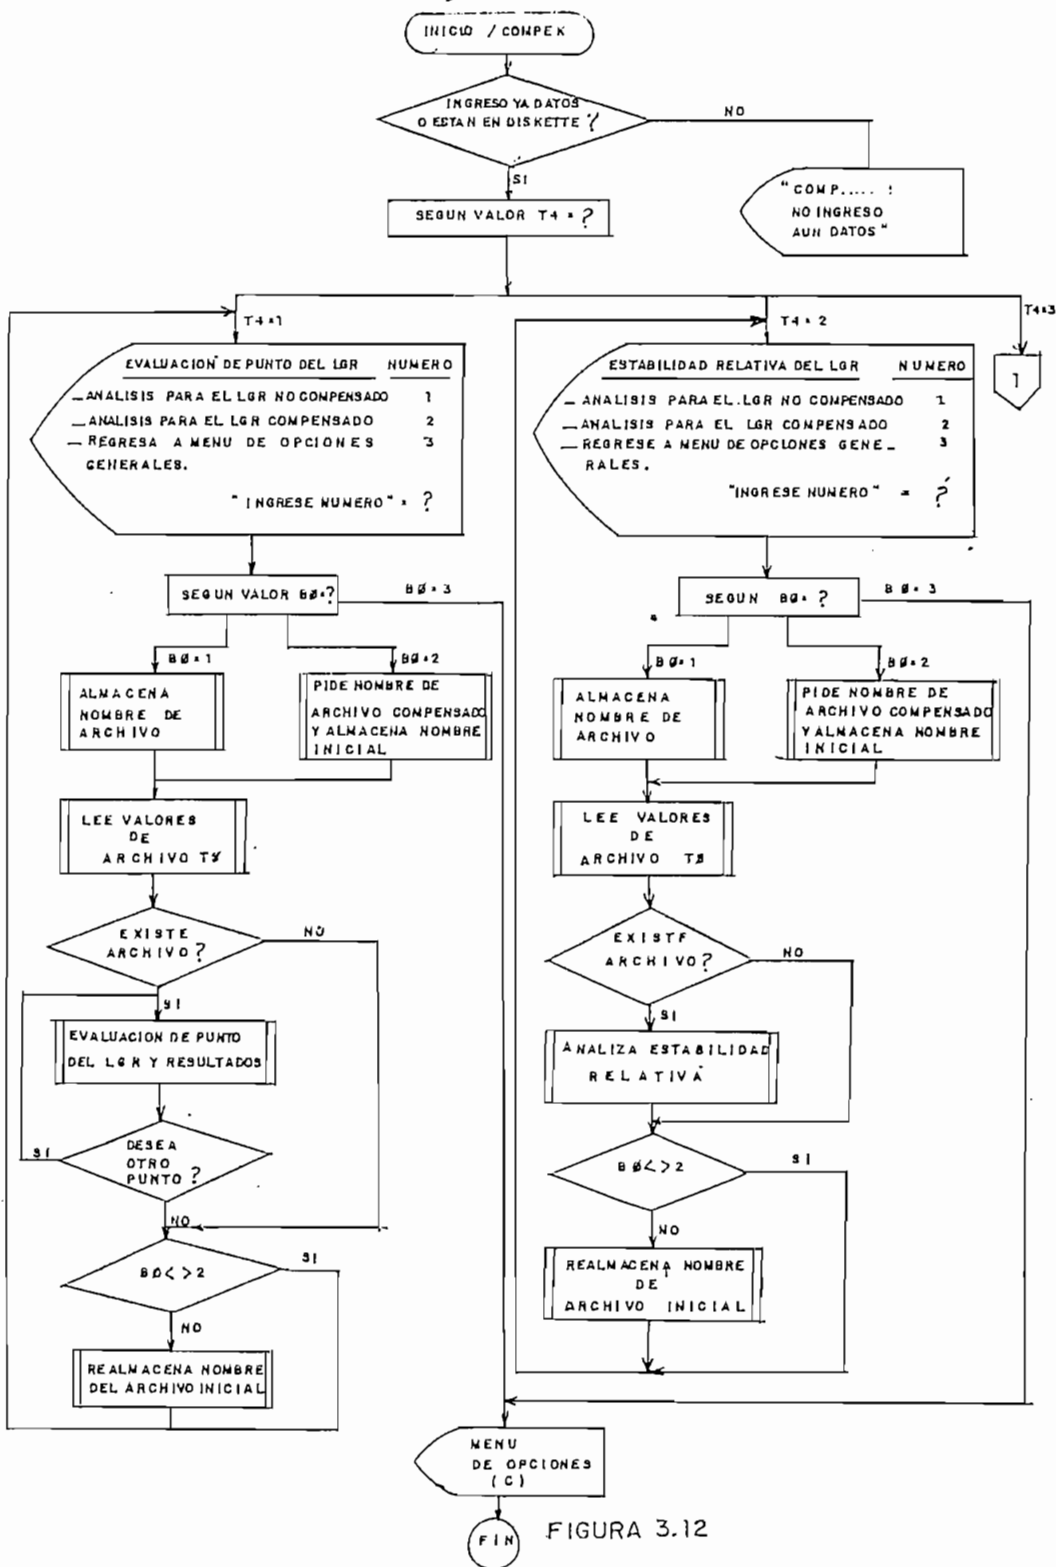 INICIO / COMPEK
INGRESO YA DATOS
O ESTAN EN DISKETTE ?
NO
SI
"COMP..... :
NO INGRESO
AUN DATOS"
SEGUN VALOR T4 = ?
T4=1
T4=2
T4=3
EVALUACION DE PUNTO DEL LGR NUMERO
— ANALISIS PARA EL LGR NO COMPENSADO 1
— ANALISIS PARA EL LGR COMPENSADO 2
— REGRESA A MENU DE OPCIONES 3
GENERALES.
"INGRESE NUMERO" = ?
ESTABILIDAD RELATIVA DEL LGR NUMERO
— ANALISIS PARA EL.LGR NO COMPENSADO 1
— ANALISIS PARA EL LGR COMPENSADO 2
— REGRESE A MENU DE OPCIONES GENE_ 3
RALES.
"INGRESE NUMERO" = ?
1
SEGUN VALOR BØ=?
BØ=3
BØ=1
BØ=2
ALMACENA
NOMBRE DE
ARCHIVO
PIDE NOMBRE DE
ARCHIVO COMPENSADO
Y ALMACENA NOMBRE
INICIAL
LEE VALORES
DE
ARCHIVO T$
EXISTE
ARCHIVO?
NO
SI
EVALUACION DE PUNTO
DEL LGR Y RESULTADOS
DESEA
OTRO
PUNTO ?
SI
NO
BØ< >2
SI
NO
REALMACENA NOMBRE
DEL ARCHIVO INICIAL
SEGUN BØ= ?
BØ=3
BØ=1
BØ=2
ALMACENA
NOMBRE DE
ARCHIVO
PIDE NOMBRE DE
ARCHIVO COMPENSADO
Y ALMACENA NOMBRE
INICIAL
LEE VALORES
DE
ARCHIVO T$
EXISTF
ARCHIVO?
NO
SI
ANALIZA ESTABILIDAD
RELATIVA
BØ< >2
SI
NO
REALMACENA NOMBRE
DE
ARCHIVO INICIAL
MENU
DE OPCIONES
(C)
FIN
FIGURA 3.12